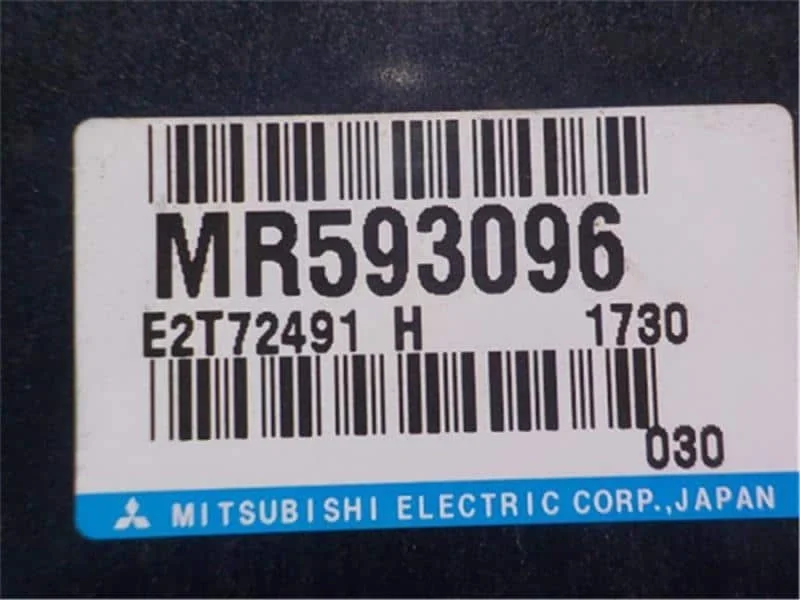 MR593096
E2T72491 H 1730
030
MITSUBISHI ELECTRIC CORP.,JAPAN